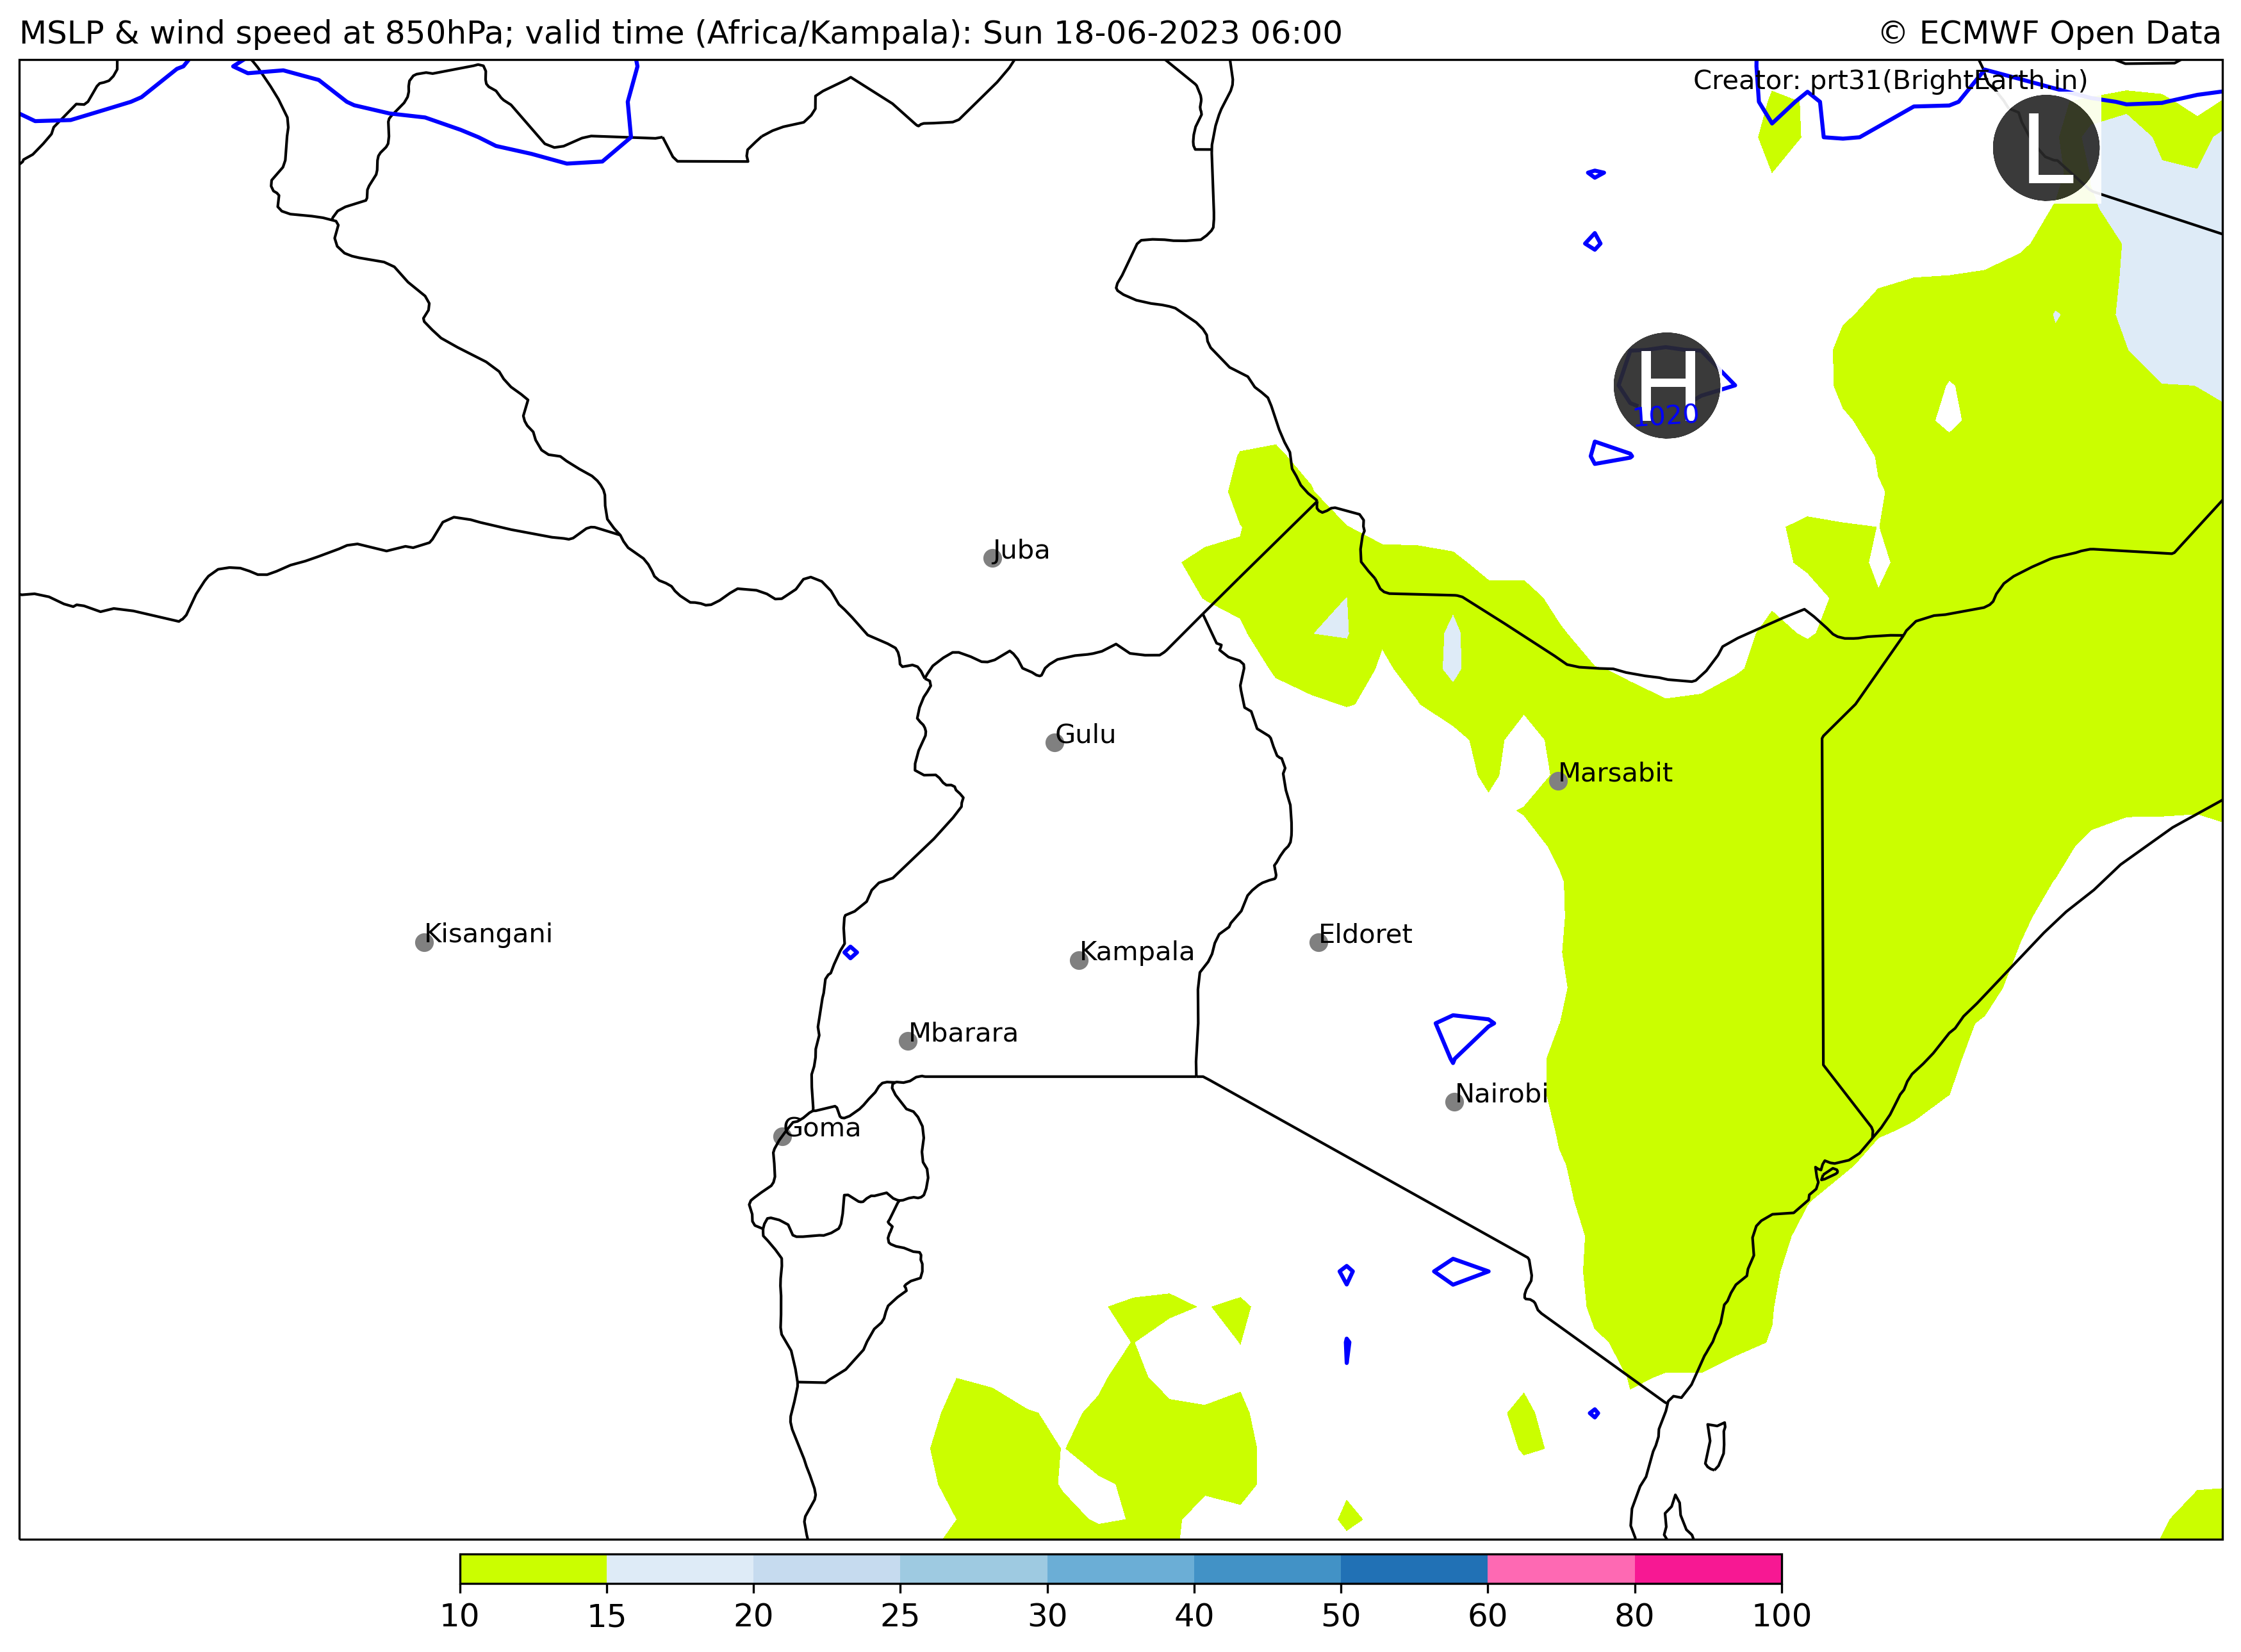 MSLP & wind speed at 850hPa; valid time (Africa/Kampala): Sun 18-06-2023 06:00
© ECMWF Open Data
Creator: prt31(BrightEarth.in)
L
H
1020
Juba
Gulu
Marsabit
Kisangani
Eldoret
Kampala
Mbarara
Nairobi
Goma
10 15 20 25 30 40 50 60 80 100